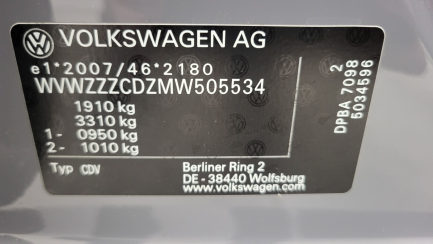 VOLKSWAGEN AG
e1*2007/46*2180
WVWZZZCDZMW505534
1910 kg
3310 kg
1- 0950 kg
2- 1010 kg
Typ CDV
Berliner Ring 2
DE - 38440 Wolfsburg
www.volkswagen.com
2
DPBA 7098
5034596